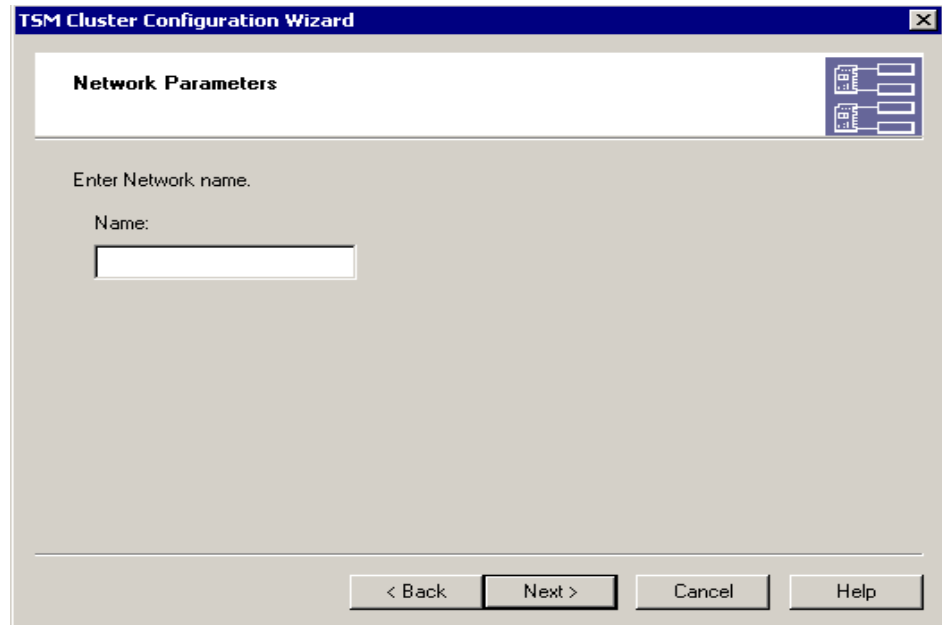 TSM Cluster Configuration Wizard
Network Parameters
Enter Network name.
Name:
< Back Next > Cancel Help